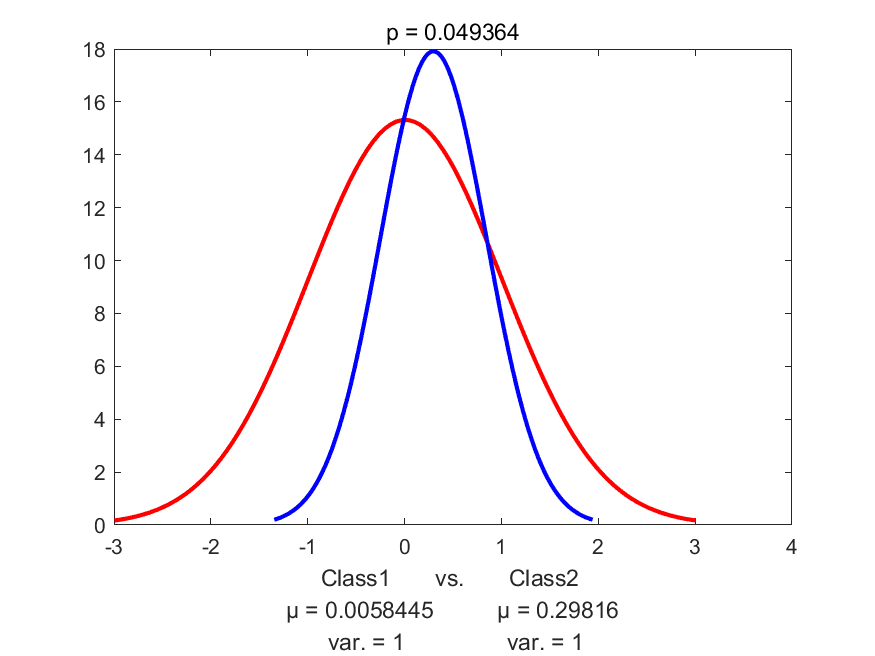 p = 0.049364
18
16
14
12
10
8
6
4
2
0
-3 -2 -1 0 1 2 3 4
Class1 vs. Class2
μ = 0.0058445 μ = 0.29816
var. = 1 var. = 1